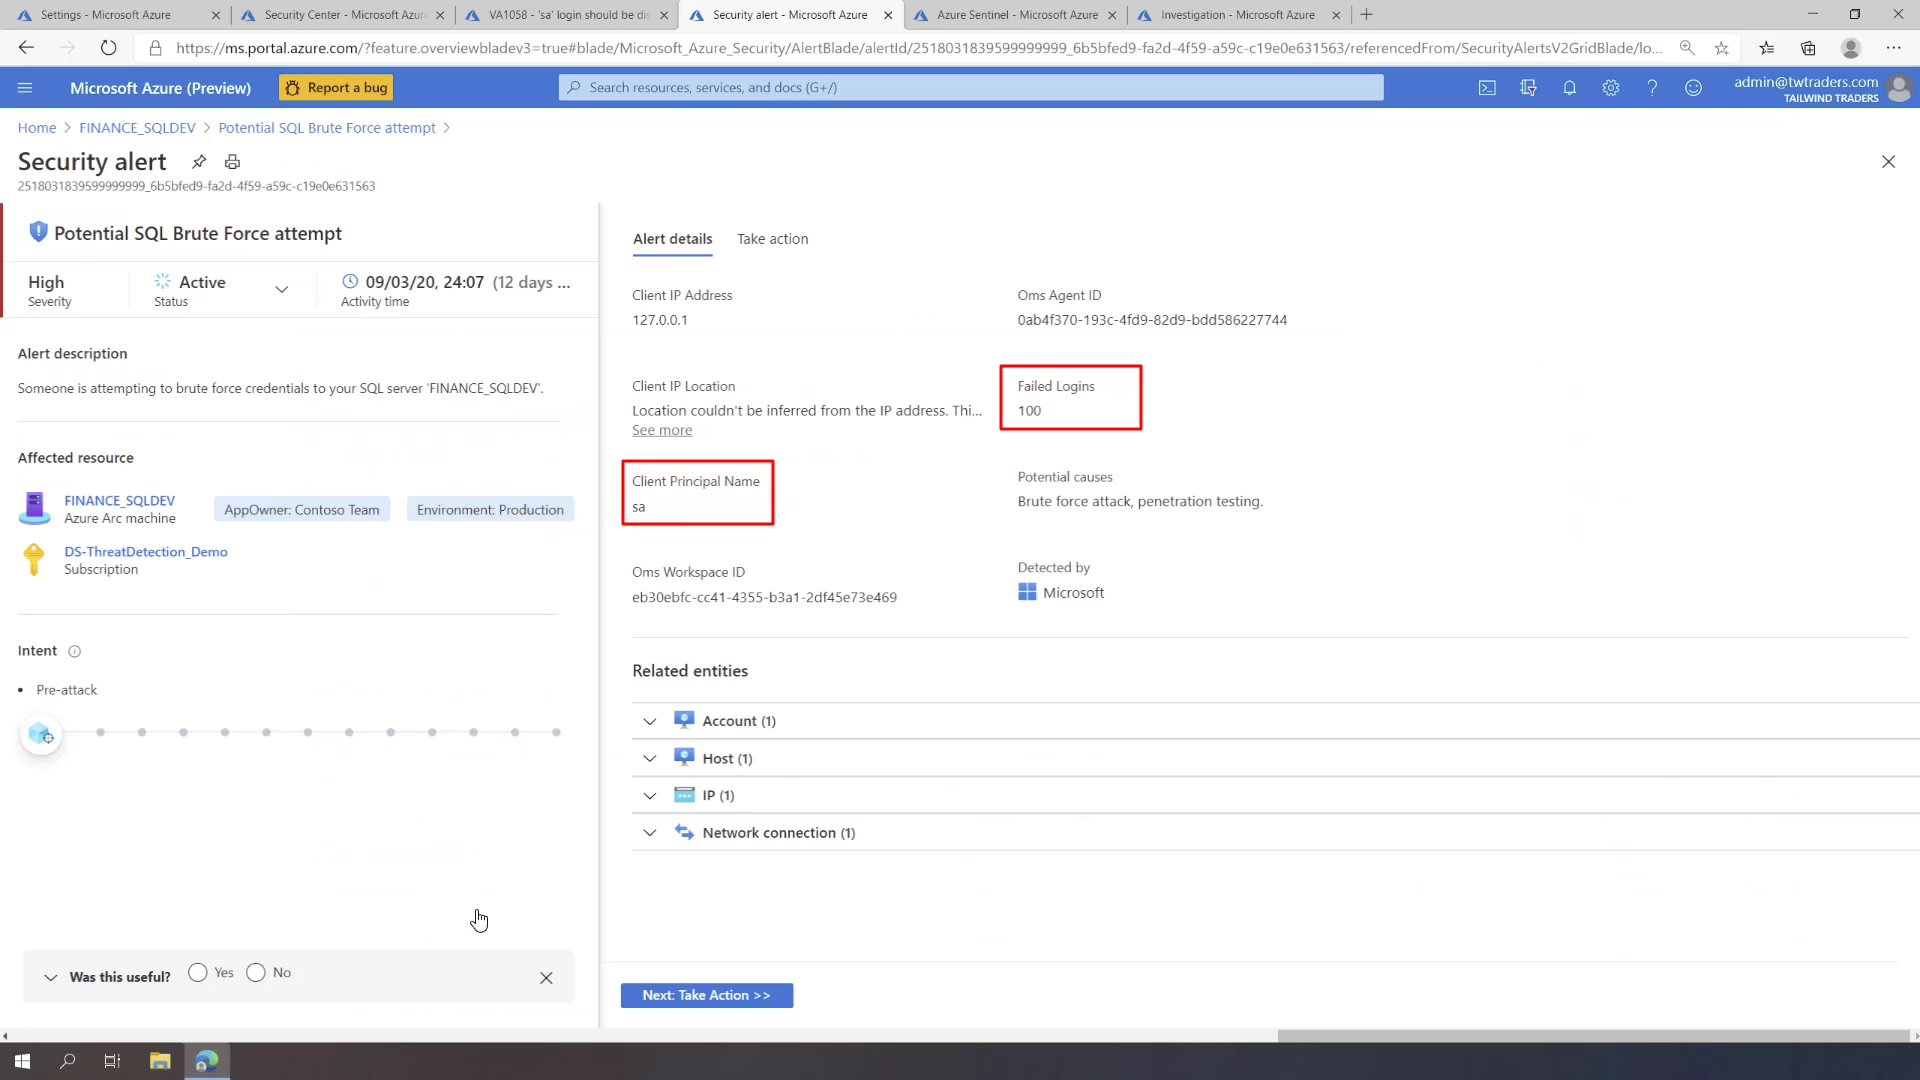 Settings - Microsoft Azure
Security Center - Microsoft Azur
VA1058 - 'sa' login should be dis
Security alert - Microsoft Azure
Azure Sentinel - Microsoft Azure
Investigation - Microsoft Azure
https://ms.portal.azure.com/?feature.overviewbladev3=true#blade/Microsoft_Azure_Security/AlertBlade/alertId/2518031839599999999_6b5bfed9-fa2d-4f59-a59c-c19e0e631563/referencedFrom/SecurityAlertsV2GridBlade/lo...
Microsoft Azure (Preview)
Report a bug
Search resources, services, and docs (G+/)
admin@twtraders.com
TAILWIND TRADERS
Home > FINANCE_SQLDEV > Potential SQL Brute Force attempt >
Security alert
2518031839599999999_6b5bfed9-fa2d-4f59-a59c-c19e0e631563
Potential SQL Brute Force attempt
High
Severity
Active
Status
09/03/20, 24:07 (12 days ...
Activity time
Alert description
Someone is attempting to brute force credentials to your SQL server 'FINANCE_SQLDEV'.
Affected resource
FINANCE_SQLDEV
Azure Arc machine
AppOwner: Contoso Team
Environment: Production
DS-ThreatDetection_Demo
Subscription
Intent
• Pre-attack
Was this useful?
Yes
No
Alert details
Take action
Client IP Address
127.0.0.1
Oms Agent ID
0ab4f370-193c-4fd9-82d9-bdd586227744
Client IP Location
Location couldn't be inferred from the IP address. Thi...
See more
Failed Logins
100
Client Principal Name
sa
Potential causes
Brute force attack, penetration testing.
Oms Workspace ID
eb30ebfc-cc41-4355-b3a1-2df45e73e469
Detected by
Microsoft
Related entities
Account (1)
Host (1)
IP (1)
Network connection (1)
Next: Take Action >>